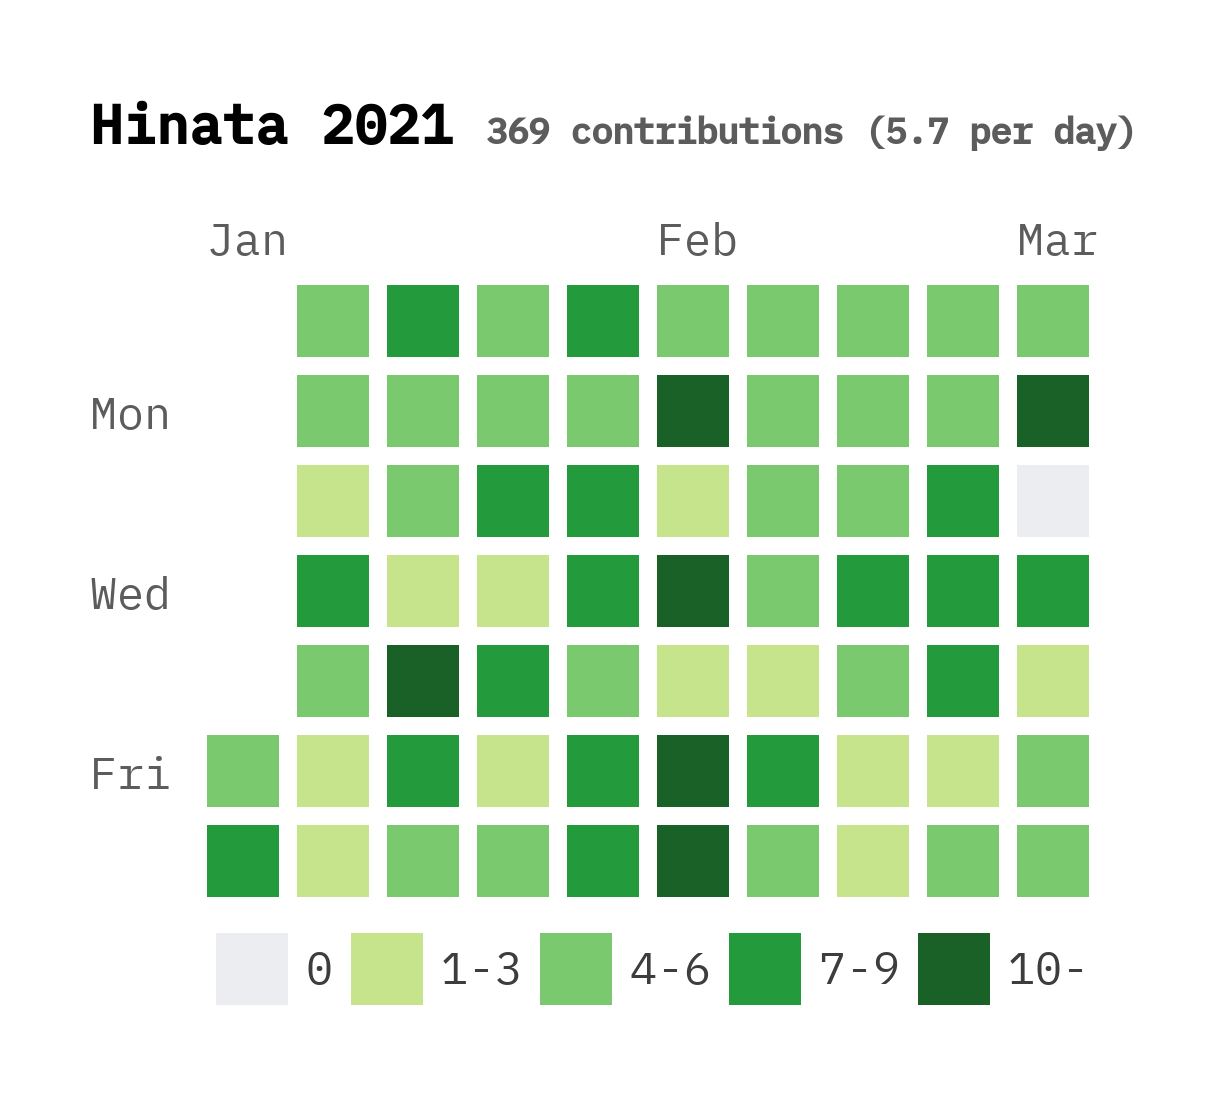 Hinata 2021 369 contributions (5.7 per day)
Jan Feb Mar
Mon
Wed
Fri
0 1-3 4-6 7-9 10-